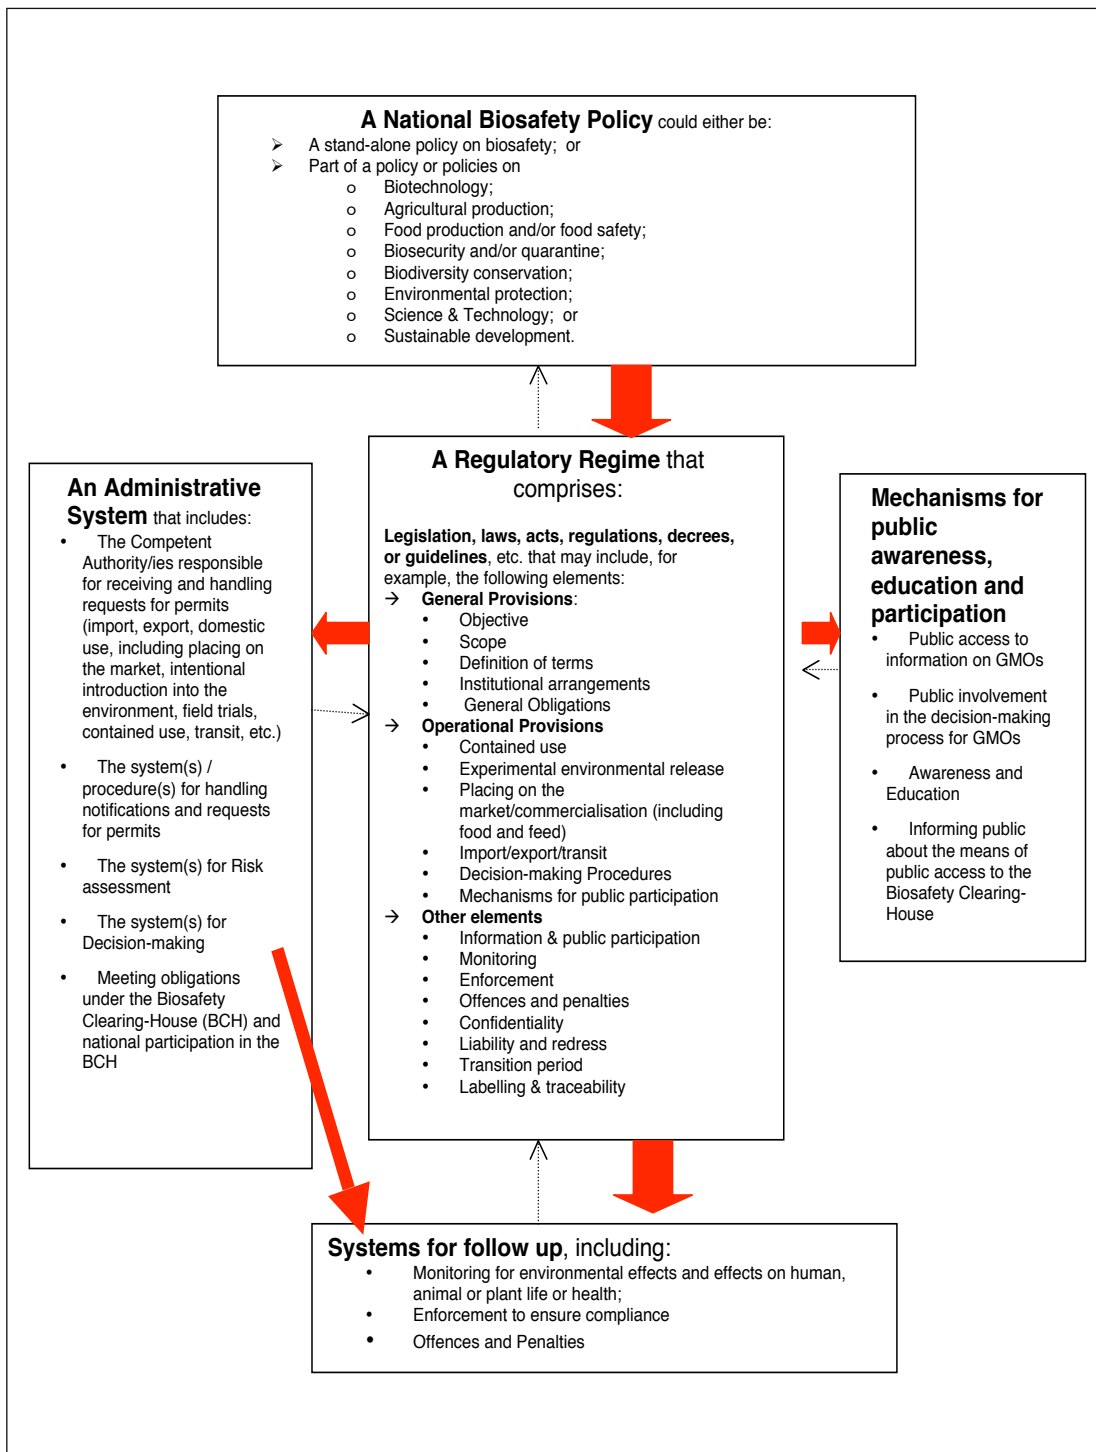 A National Biosafety Policy could either be:
➢ A stand-alone policy on biosafety; or
➢ Part of a policy or policies on
o Biotechnology;
o Agricultural production;
o Food production and/or food safety;
o Biosecurity and/or quarantine;
o Biodiversity conservation;
o Environmental protection;
o Science & Technology; or
o Sustainable development.
An Administrative
System that includes:
• The Competent
Authority/ies responsible
for receiving and handling
requests for permits
(import, export, domestic
use, including placing on
the market, intentional
introduction into the
environment, field trials,
contained use, transit, etc.)
• The system(s) /
procedure(s) for handling
notifications and requests
for permits
• The system(s) for Risk
assessment
• The system(s) for
Decision-making
• Meeting obligations
under the Biosafety
Clearing-House (BCH) and
national participation in the
BCH
A Regulatory Regime that
comprises:
Legislation, laws, acts, regulations, decrees,
or guidelines, etc. that may include, for
example, the following elements:
→ General Provisions:
• Objective
• Scope
• Definition of terms
• Institutional arrangements
• General Obligations
→ Operational Provisions
• Contained use
• Experimental environmental release
• Placing on the
market/commercialisation (including
food and feed)
• Import/export/transit
• Decision-making Procedures
• Mechanisms for public participation
→ Other elements
• Information & public participation
• Monitoring
• Enforcement
• Offences and penalties
• Confidentiality
• Liability and redress
• Transition period
• Labelling & traceability
Mechanisms for
public
awareness,
education and
participation
• Public access to
information on GMOs
• Public involvement
in the decision-making
process for GMOs
• Awareness and
Education
• Informing public
about the means of
public access to the
Biosafety Clearing-
House
Systems for follow up, including:
• Monitoring for environmental effects and effects on human,
animal or plant life or health;
• Enforcement to ensure compliance
• Offences and Penalties